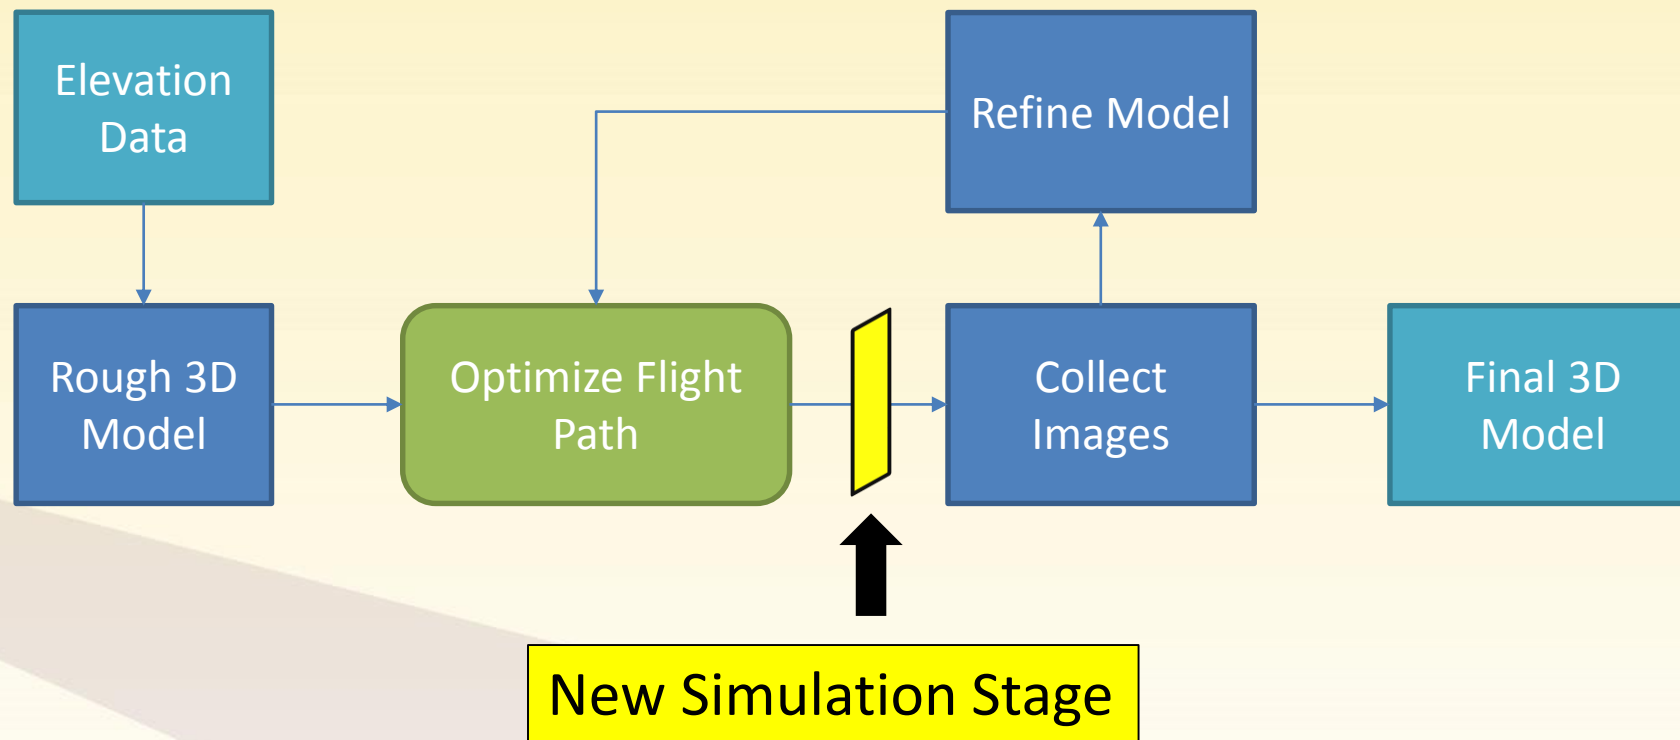 Elevation
Data
Refine Model
Rough 3D
Model
Optimize Flight
Path
Collect
Images
Final 3D
Model
New Simulation Stage